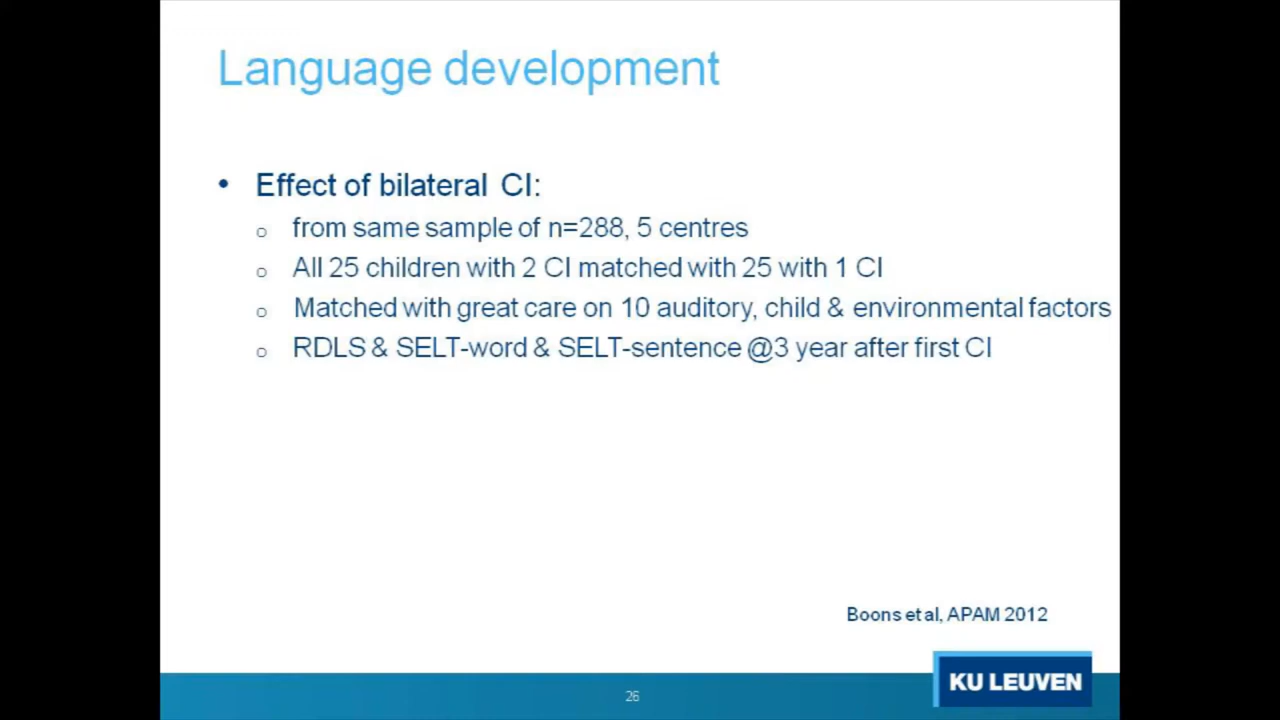 Language development
• Effect of bilateral CI:
o from same sample of n=288, 5 centres
o All 25 children with 2 CI matched with 25 with 1 CI
o Matched with great care on 10 auditory, child & environmental factors
o RDLS & SELT-word & SELT-sentence @3 year after first CI
Boons et al, APAM 2012
KU LEUVEN
26